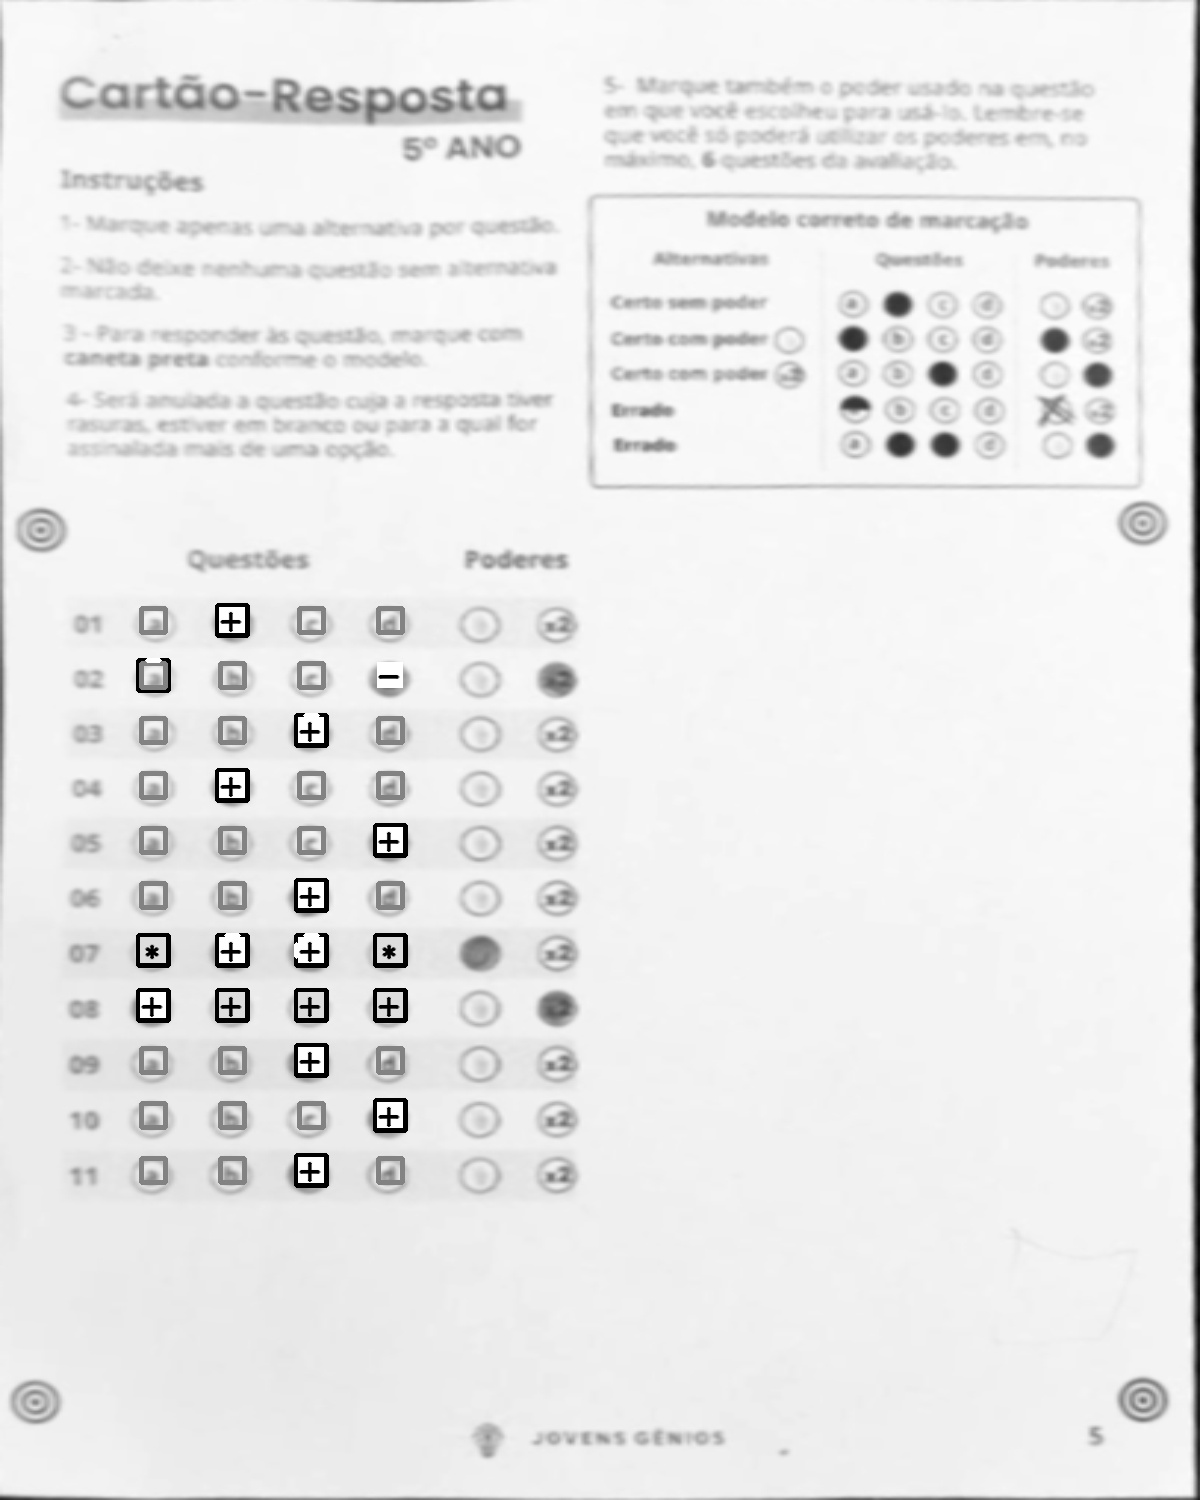 Cartão-Resposta
5º ANO
Instruções
1- Marque apenas uma alternativa por questão.
2- Não deixe nenhuma questão sem alternativa
marcada.
3 - Para responder às questão, marque com
caneta preta conforme o modelo.
4- Será anulada a questão cuja a resposta tiver
rasuras, estiver em branco ou para a qual for
assinalada mais de uma opção.
5- Marque também o poder usado na questão
em que você escolheu para usá-lo. Lembre-se
que você só poderá utilizar os poderes em, no
máximo, 6 questões da avaliação.
Modelo correto de marcação
Alternativas Questões Poderes
Certo sem poder a c d x2
Certo com poder b c d x2
Certo com poder x2 a b d
Errado b c d x2
Errado a d
Questões Poderes
01 a + c d x2
02 a b c − x2
03 a b + d x2
04 a + c d x2
05 a b c + x2
06 a b + d x2
07 * + + * x2
08 + + + + x2
09 a b + d x2
10 a b c + x2
11 a b + d x2
JOVENS GÊNIOS
5